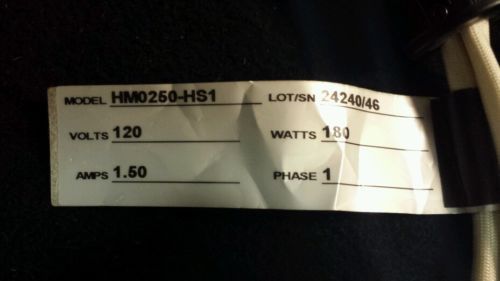 MODEL HM0250-HS1 LOT/SN 24240/46
VOLTS 120 WATTS 180
AMPS 1.50 PHASE 1